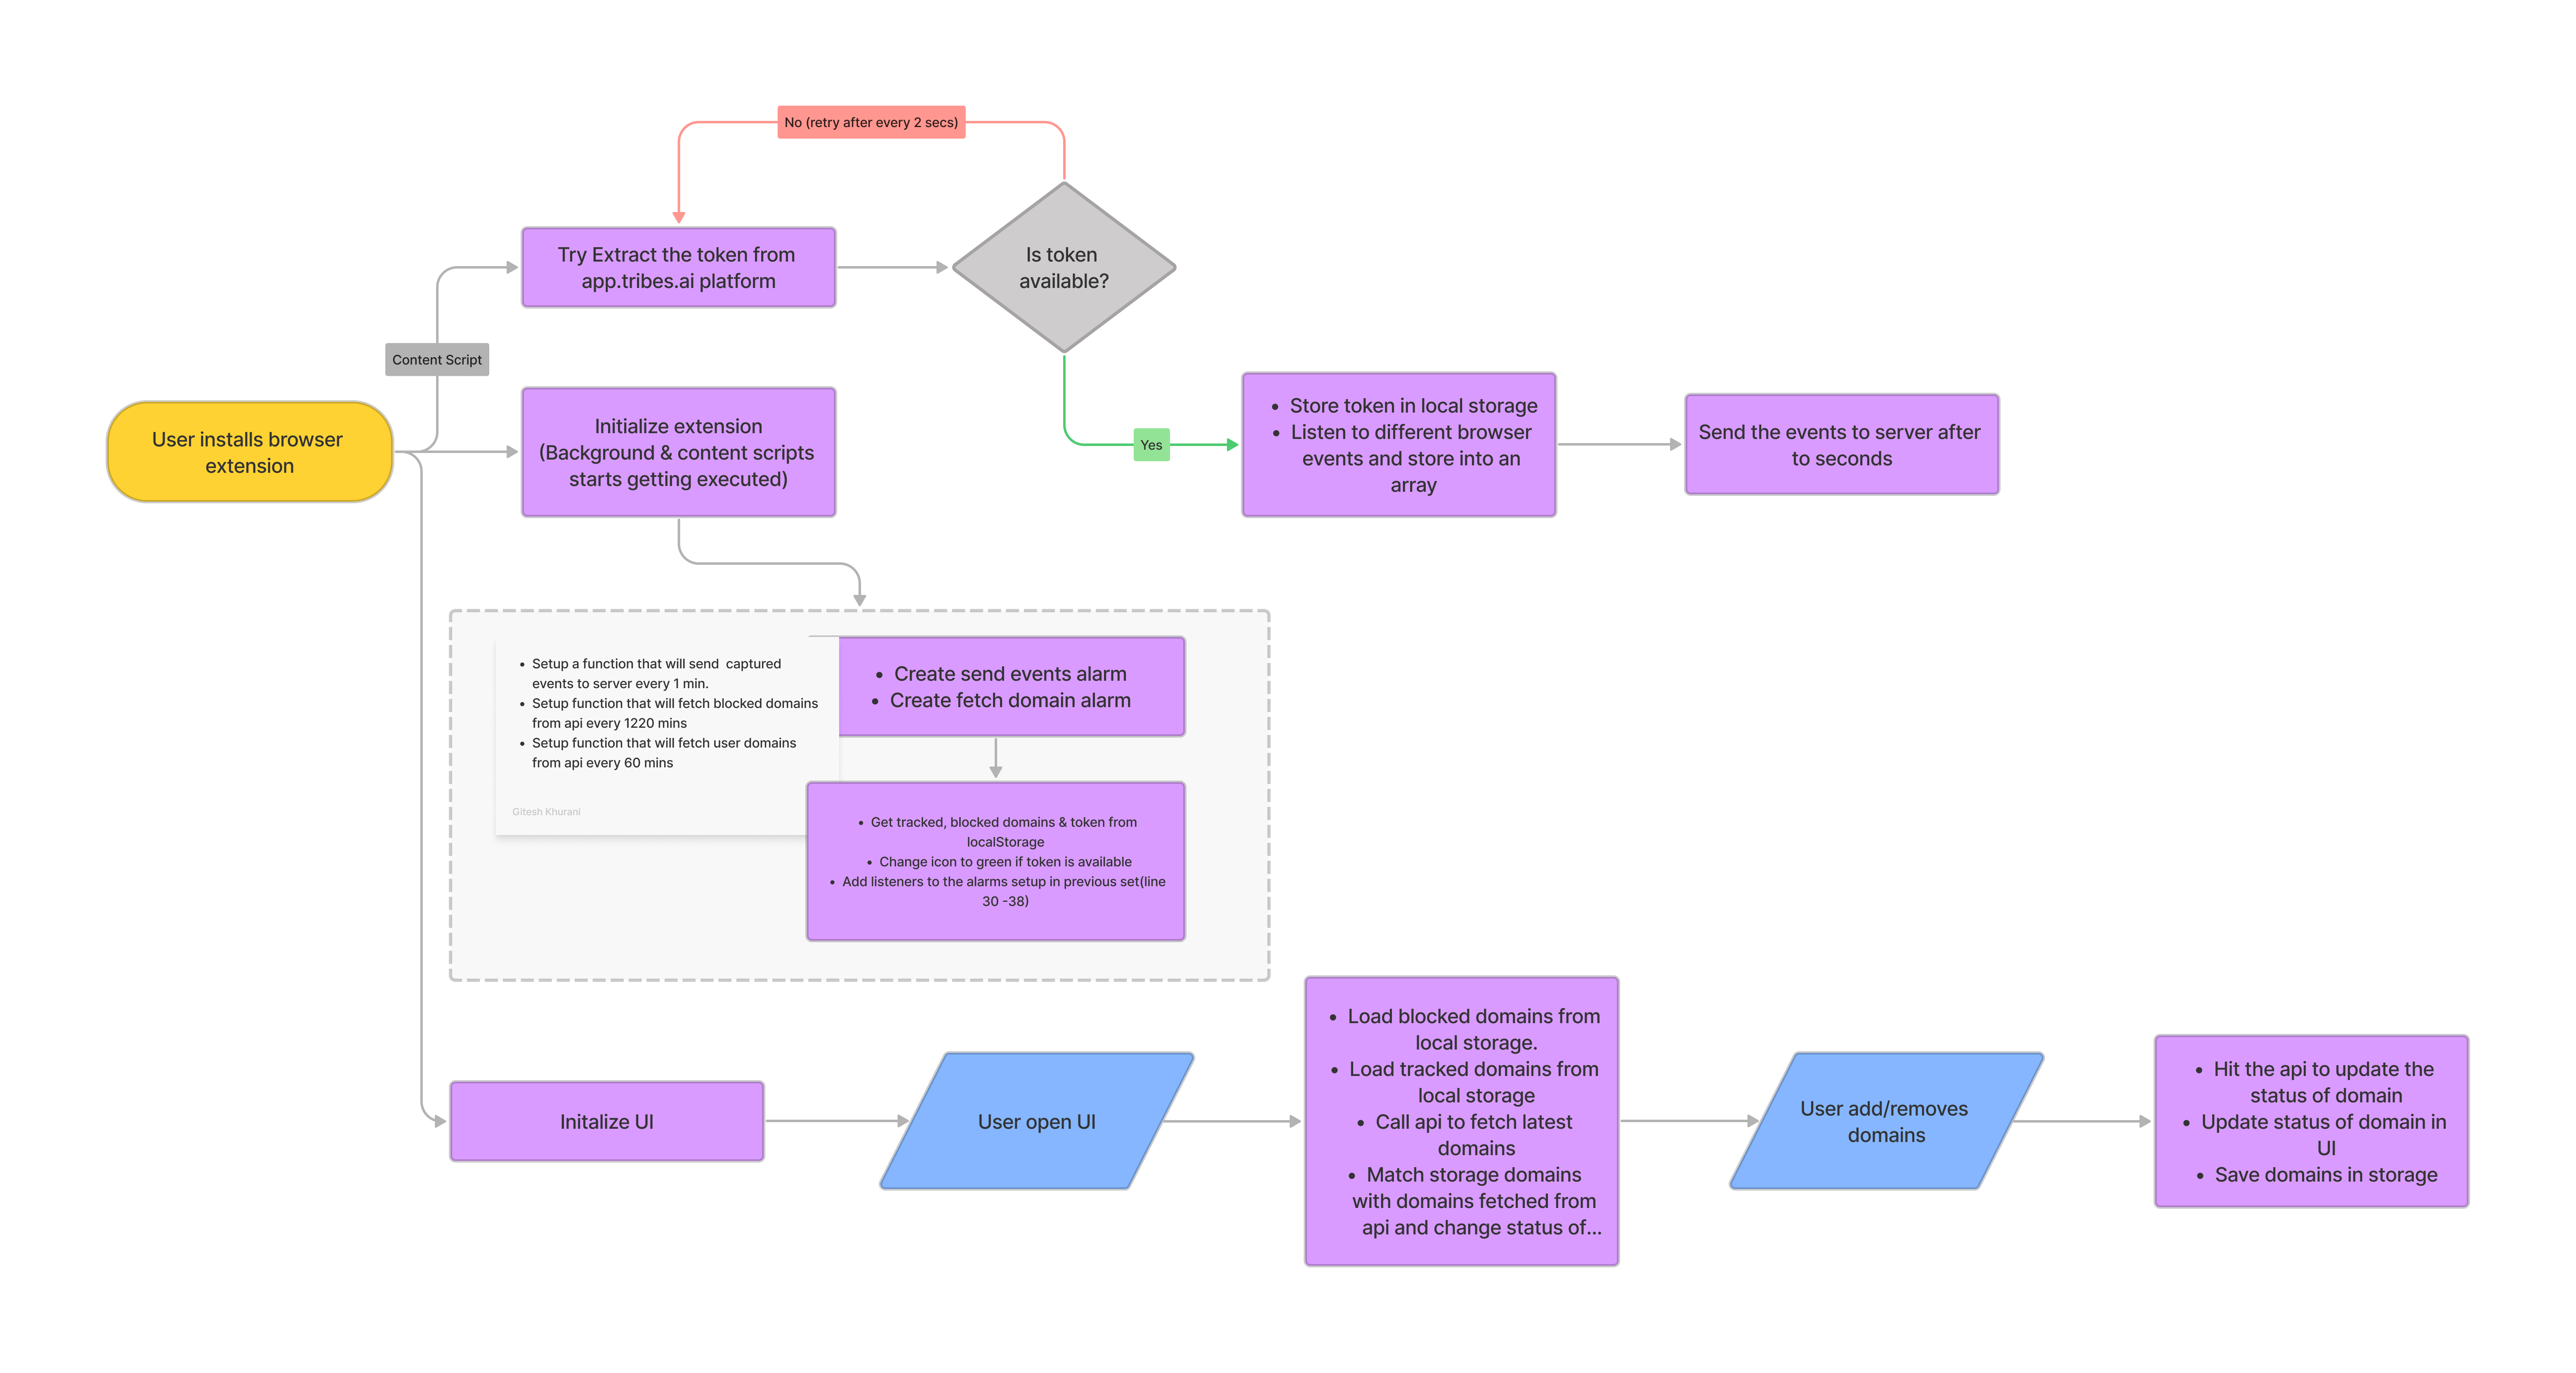 No (retry after every 2 secs)
Try Extract the token from
app.tribes.ai platform
Is token
available?
Content Script
User installs browser
extension
Initialize extension
(Background & content scripts
starts getting executed)
Yes
• Store token in local storage
• Listen to different browser
events and store into an
array
Send the events to server after
to seconds
• Setup a function that will send  captured
events to server every 1 min.
• Setup function that will fetch blocked domains
from api every 1220 mins
• Setup function that will fetch user domains
from api every 60 mins
Gitesh Khurani
• Create send events alarm
• Create fetch domain alarm
• Get tracked, blocked domains & token from
localStorage
• Change icon to green if token is available
• Add listeners to the alarms setup in previous set(line
30 -38)
Initalize UI
User open UI
• Load blocked domains from
local storage.
• Load tracked domains from
local storage
• Call api to fetch latest
domains
• Match storage domains
with domains fetched from
api and change status of...
User add/removes
domains
• Hit the api to update the
status of domain
• Update status of domain in
UI
• Save domains in storage